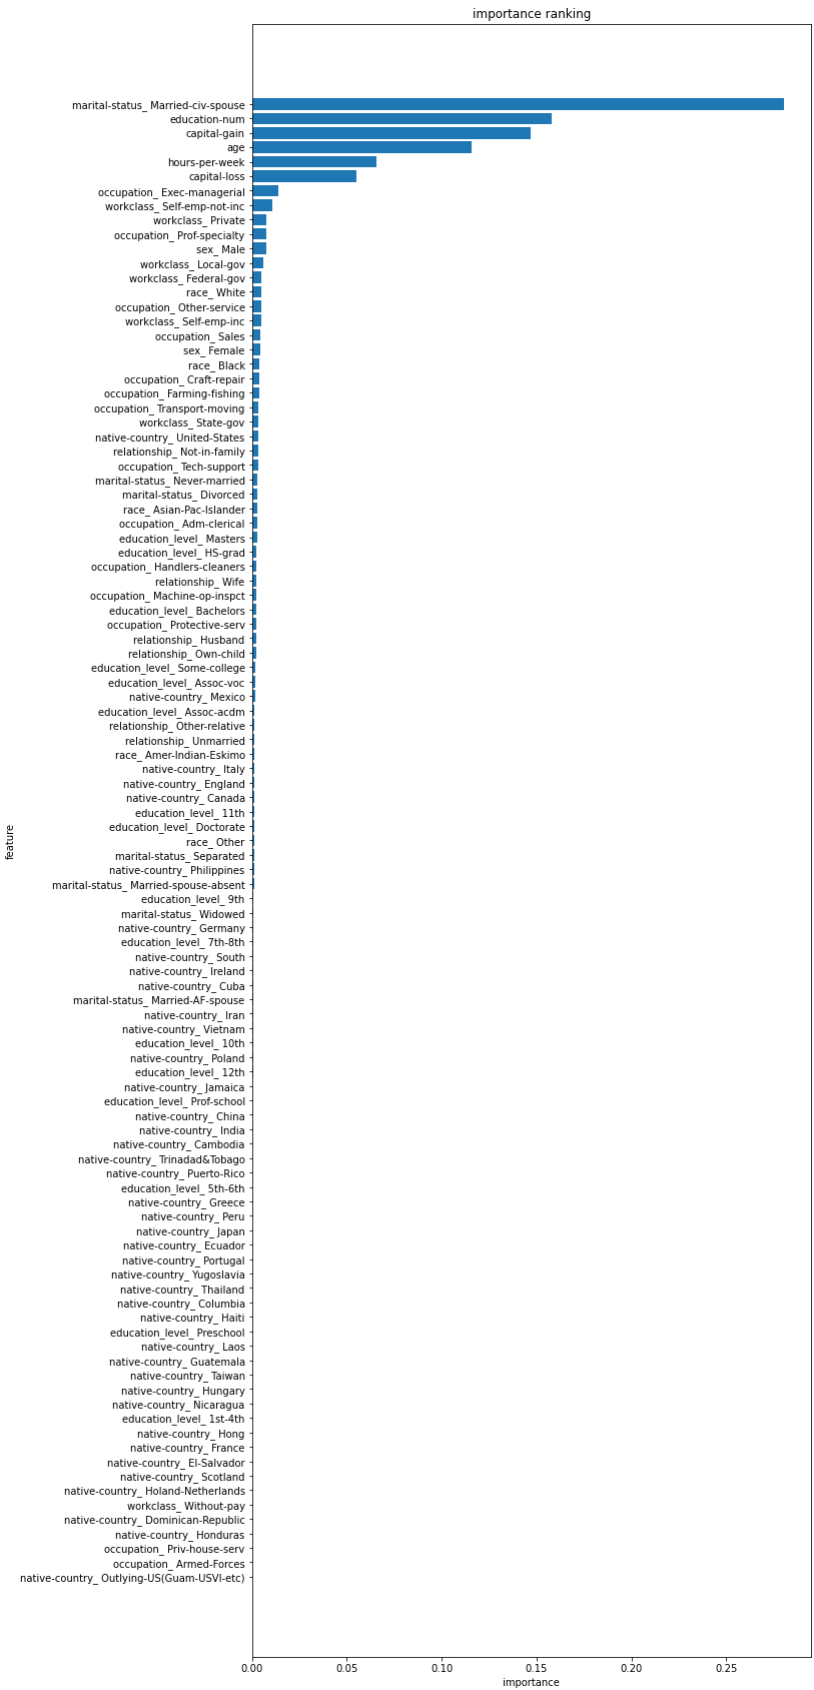 importance ranking
marital-status_ Married-civ-spouse
education-num
capital-gain
age
hours-per-week
capital-loss
occupation_ Exec-managerial
workclass_ Self-emp-not-inc
workclass_ Private
occupation_ Prof-specialty
sex_ Male
workclass_ Local-gov
workclass_ Federal-gov
race_ White
occupation_ Other-service
workclass_ Self-emp-inc
occupation_ Sales
sex_ Female
race_ Black
occupation_ Craft-repair
occupation_ Farming-fishing
occupation_ Transport-moving
workclass_ State-gov
native-country_ United-States
relationship_ Not-in-family
occupation_ Tech-support
marital-status_ Never-married
marital-status_ Divorced
race_ Asian-Pac-Islander
occupation_ Adm-clerical
education_level_ Masters
education_level_ HS-grad
occupation_ Handlers-cleaners
relationship_ Wife
occupation_ Machine-op-inspct
education_level_ Bachelors
occupation_ Protective-serv
relationship_ Husband
relationship_ Own-child
education_level_ Some-college
education_level_ Assoc-voc
native-country_ Mexico
education_level_ Assoc-acdm
relationship_ Other-relative
relationship_ Unmarried
race_ Amer-Indian-Eskimo
native-country_ Italy
native-country_ England
native-country_ Canada
education_level_ 11th
education_level_ Doctorate
race_ Other
marital-status_ Separated
native-country_ Philippines
marital-status_ Married-spouse-absent
education_level_ 9th
marital-status_ Widowed
native-country_ Germany
education_level_ 7th-8th
native-country_ South
native-country_ Ireland
native-country_ Cuba
marital-status_ Married-AF-spouse
native-country_ Iran
native-country_ Vietnam
education_level_ 10th
native-country_ Poland
education_level_ 12th
native-country_ Jamaica
education_level_ Prof-school
native-country_ China
native-country_ India
native-country_ Cambodia
native-country_ Trinadad&Tobago
native-country_ Puerto-Rico
education_level_ 5th-6th
native-country_ Greece
native-country_ Peru
native-country_ Japan
native-country_ Ecuador
native-country_ Portugal
native-country_ Yugoslavia
native-country_ Thailand
native-country_ Columbia
native-country_ Haiti
education_level_ Preschool
native-country_ Laos
native-country_ Guatemala
native-country_ Taiwan
native-country_ Hungary
native-country_ Nicaragua
education_level_ 1st-4th
native-country_ Hong
native-country_ France
native-country_ El-Salvador
native-country_ Scotland
native-country_ Holand-Netherlands
workclass_ Without-pay
native-country_ Dominican-Republic
native-country_ Honduras
occupation_ Priv-house-serv
occupation_ Armed-Forces
native-country_ Outlying-US(Guam-USVI-etc)
feature
0.00 0.05 0.10 0.15 0.20 0.25
importance